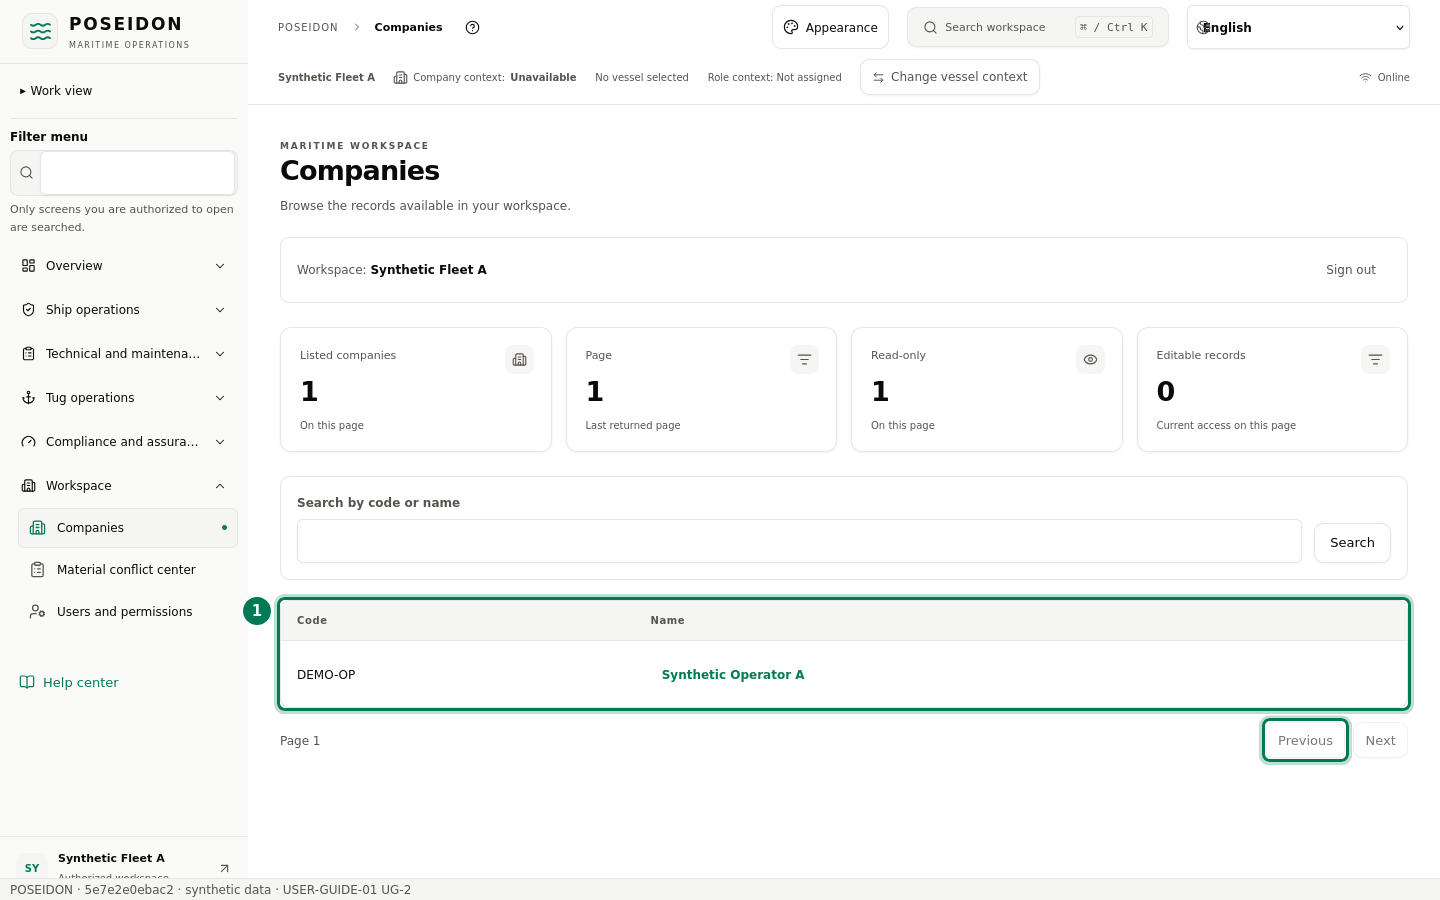 POSEIDON
MARITIME OPERATIONS
Work view
Filter menu
Only screens you are authorized to open
are searched.
Overview
Ship operations
Technical and maintena...
Tug operations
Compliance and assura...
Workspace
Companies
Material conflict center
Users and permissions
Help center
SY
Synthetic Fleet A
Authorized workspace
POSEIDON
Companies
Appearance
Search workspace
⌘ / Ctrl K
English
Synthetic Fleet A
Company context: Unavailable
No vessel selected
Role context: Not assigned
Change vessel context
Online
MARITIME WORKSPACE
Companies
Browse the records available in your workspace.
Workspace: Synthetic Fleet A
Sign out
Listed companies
1
On this page
Page
1
Last returned page
Read-only
1
On this page
Editable records
0
Current access on this page
Search by code or name
Search
1
Code
Name
DEMO-OP
Synthetic Operator A
Page 1
Previous
Next
POSEIDON · 5e7e2e0ebac2 · synthetic data · USER-GUIDE-01 UG-2